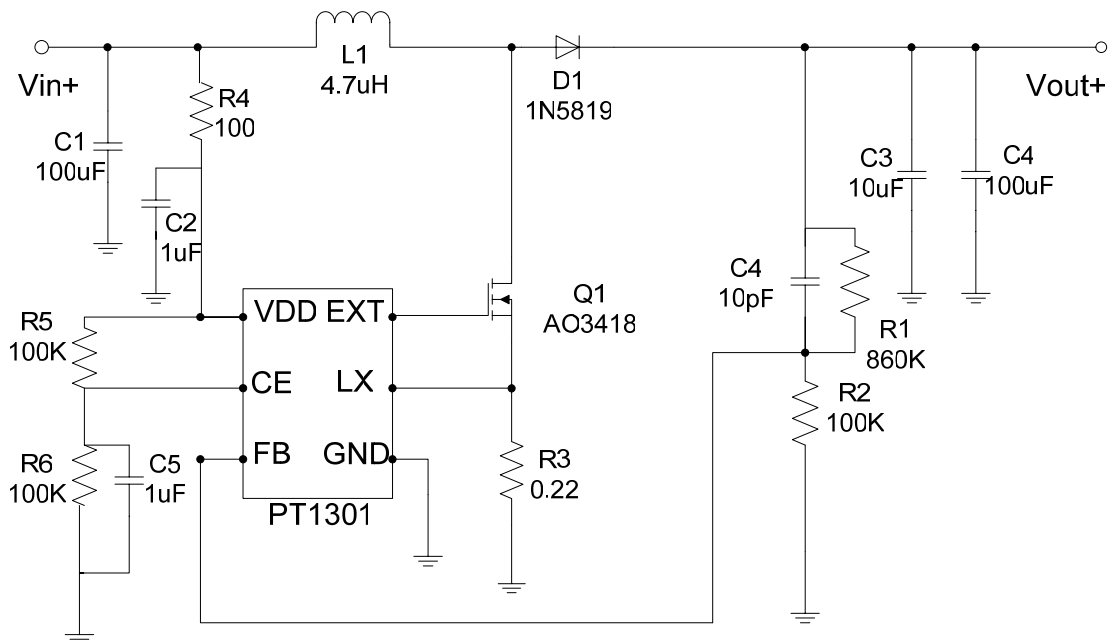 L1
4.7uH
Vin+
D1
1N5819
Vout+
R4
100
C1
100uF
C3
10uF
C4
100uF
C2
1uF
C4
10pF
Q1
AO3418
R1
860K
R5
100K
VDD EXT
CE LX
FB GND
PT1301
R2
100K
R6
100K
C5
1uF
R3
0.22